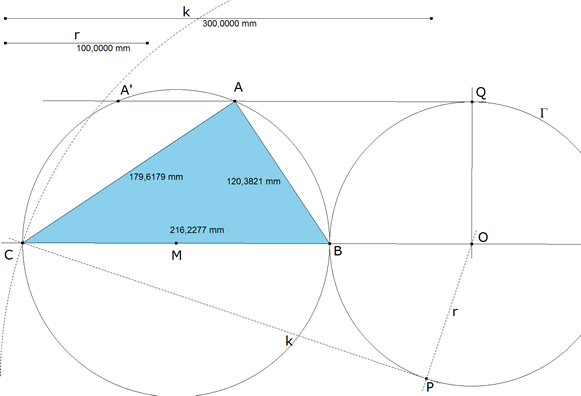 k
300,0000 mm
r
100,0000 mm
A'
A
Q
Γ
179,6179 mm
120,3821 mm
216,2277 mm
C
M
B
O
r
k
P